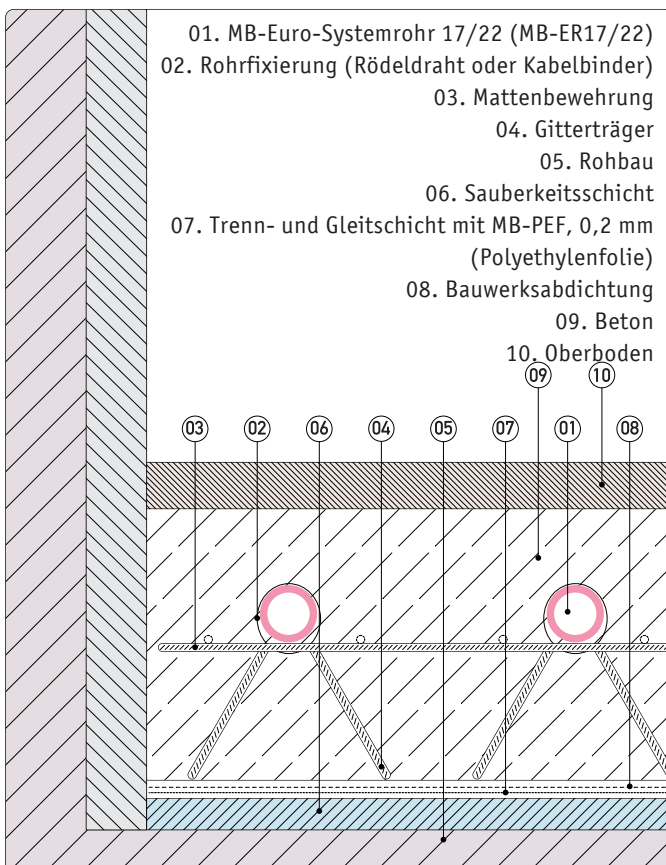 01. MB-Euro-Systemrohr 17/22 (MB-ER17/22)
02. Rohrfixierung (Rödeldraht oder Kabelbinder)
03. Mattenbewehrung
04. Gitterträger
05. Rohbau
06. Sauberkeitsschicht
07. Trenn- und Gleitschicht mit MB-PEF, 0,2 mm
(Polyethylenfolie)
08. Bauwerksabdichtung
09. Beton
10. Oberboden
09 10
03 02 06 04 05 07 01 08